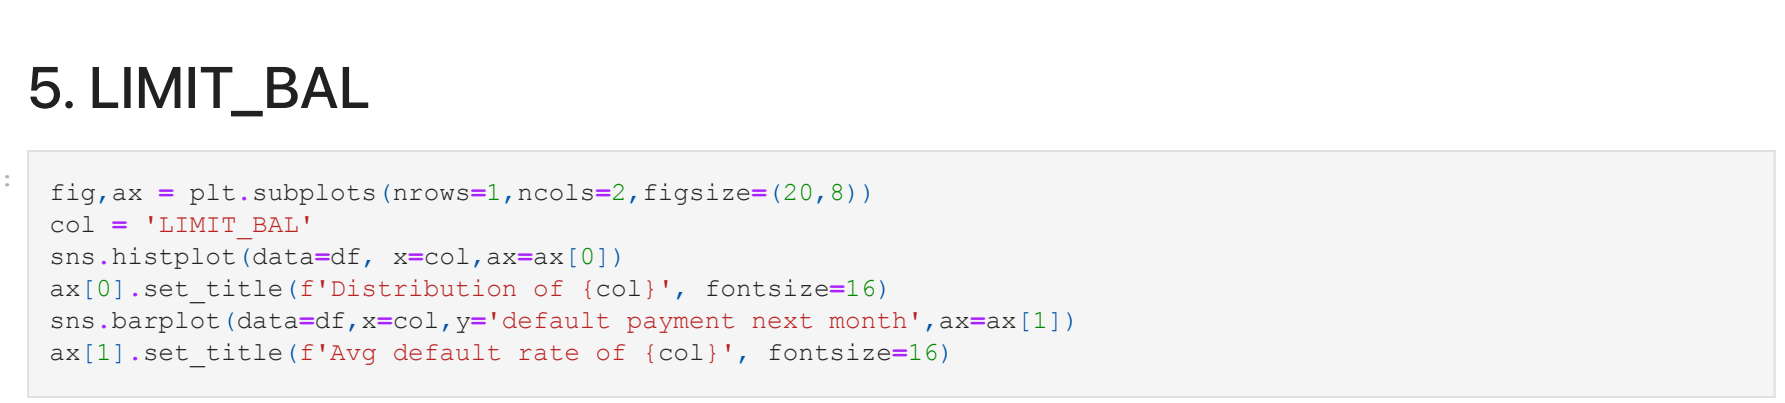 5. LIMIT_BAL
:
fig,ax = plt.subplots(nrows=1,ncols=2,figsize=(20,8))
col = 'LIMIT_BAL'
sns.histplot(data=df, x=col,ax=ax[0])
ax[0].set_title(f'Distribution of {col}', fontsize=16)
sns.barplot(data=df,x=col,y='default payment next month',ax=ax[1])
ax[1].set_title(f'Avg default rate of {col}', fontsize=16)